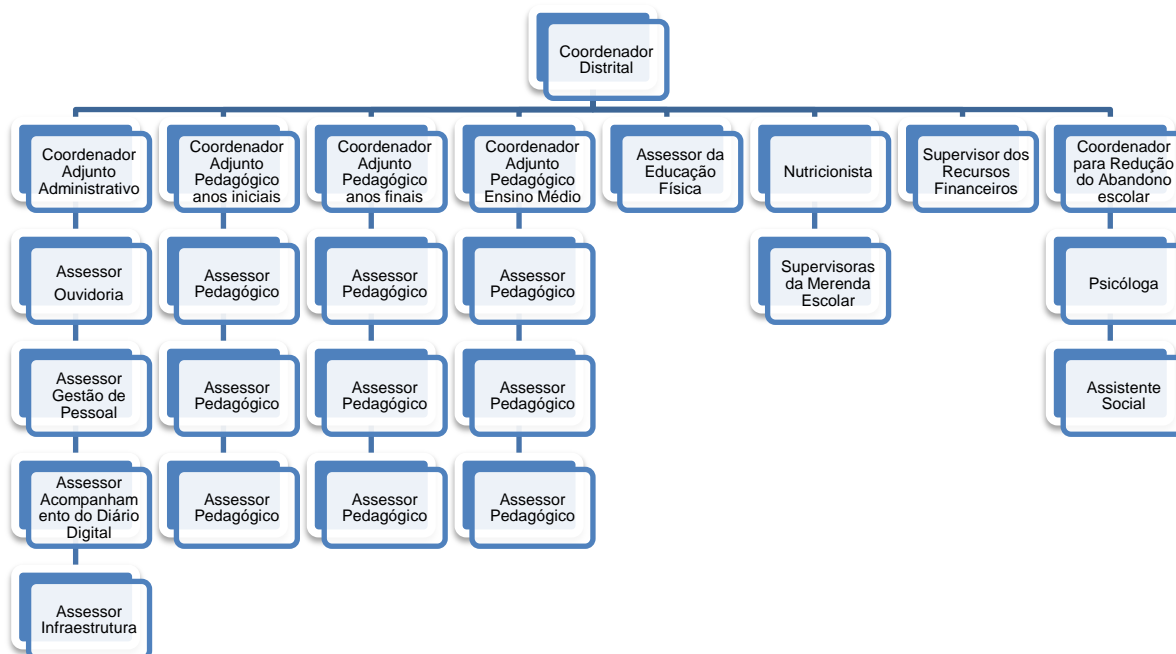 Coordenador
Distrital
Coordenador
Adjunto
Administrativo
Coordenador
Adjunto
Pedagógico
anos iniciais
Coordenador
Adjunto
Pedagógico
anos finais
Coordenador
Adjunto
Pedagógico
Ensino Médio
Assessor da
Educação
Física
Nutricionista
Supervisor dos
Recursos
Financeiros
Coordenador
para Redução
do Abandono
escolar
Assessor
Ouvidoria
Assessor
Pedagógico
Assessor
Pedagógico
Assessor
Pedagógico
Supervisoras
da Merenda
Escolar
Psicóloga
Assessor
Gestão de
Pessoal
Assessor
Pedagógico
Assessor
Pedagógico
Assessor
Pedagógico
Assistente
Social
Assessor
Acompanham
ento do Diário
Digital
Assessor
Pedagógico
Assessor
Pedagógico
Assessor
Pedagógico
Assessor
Infraestrutura